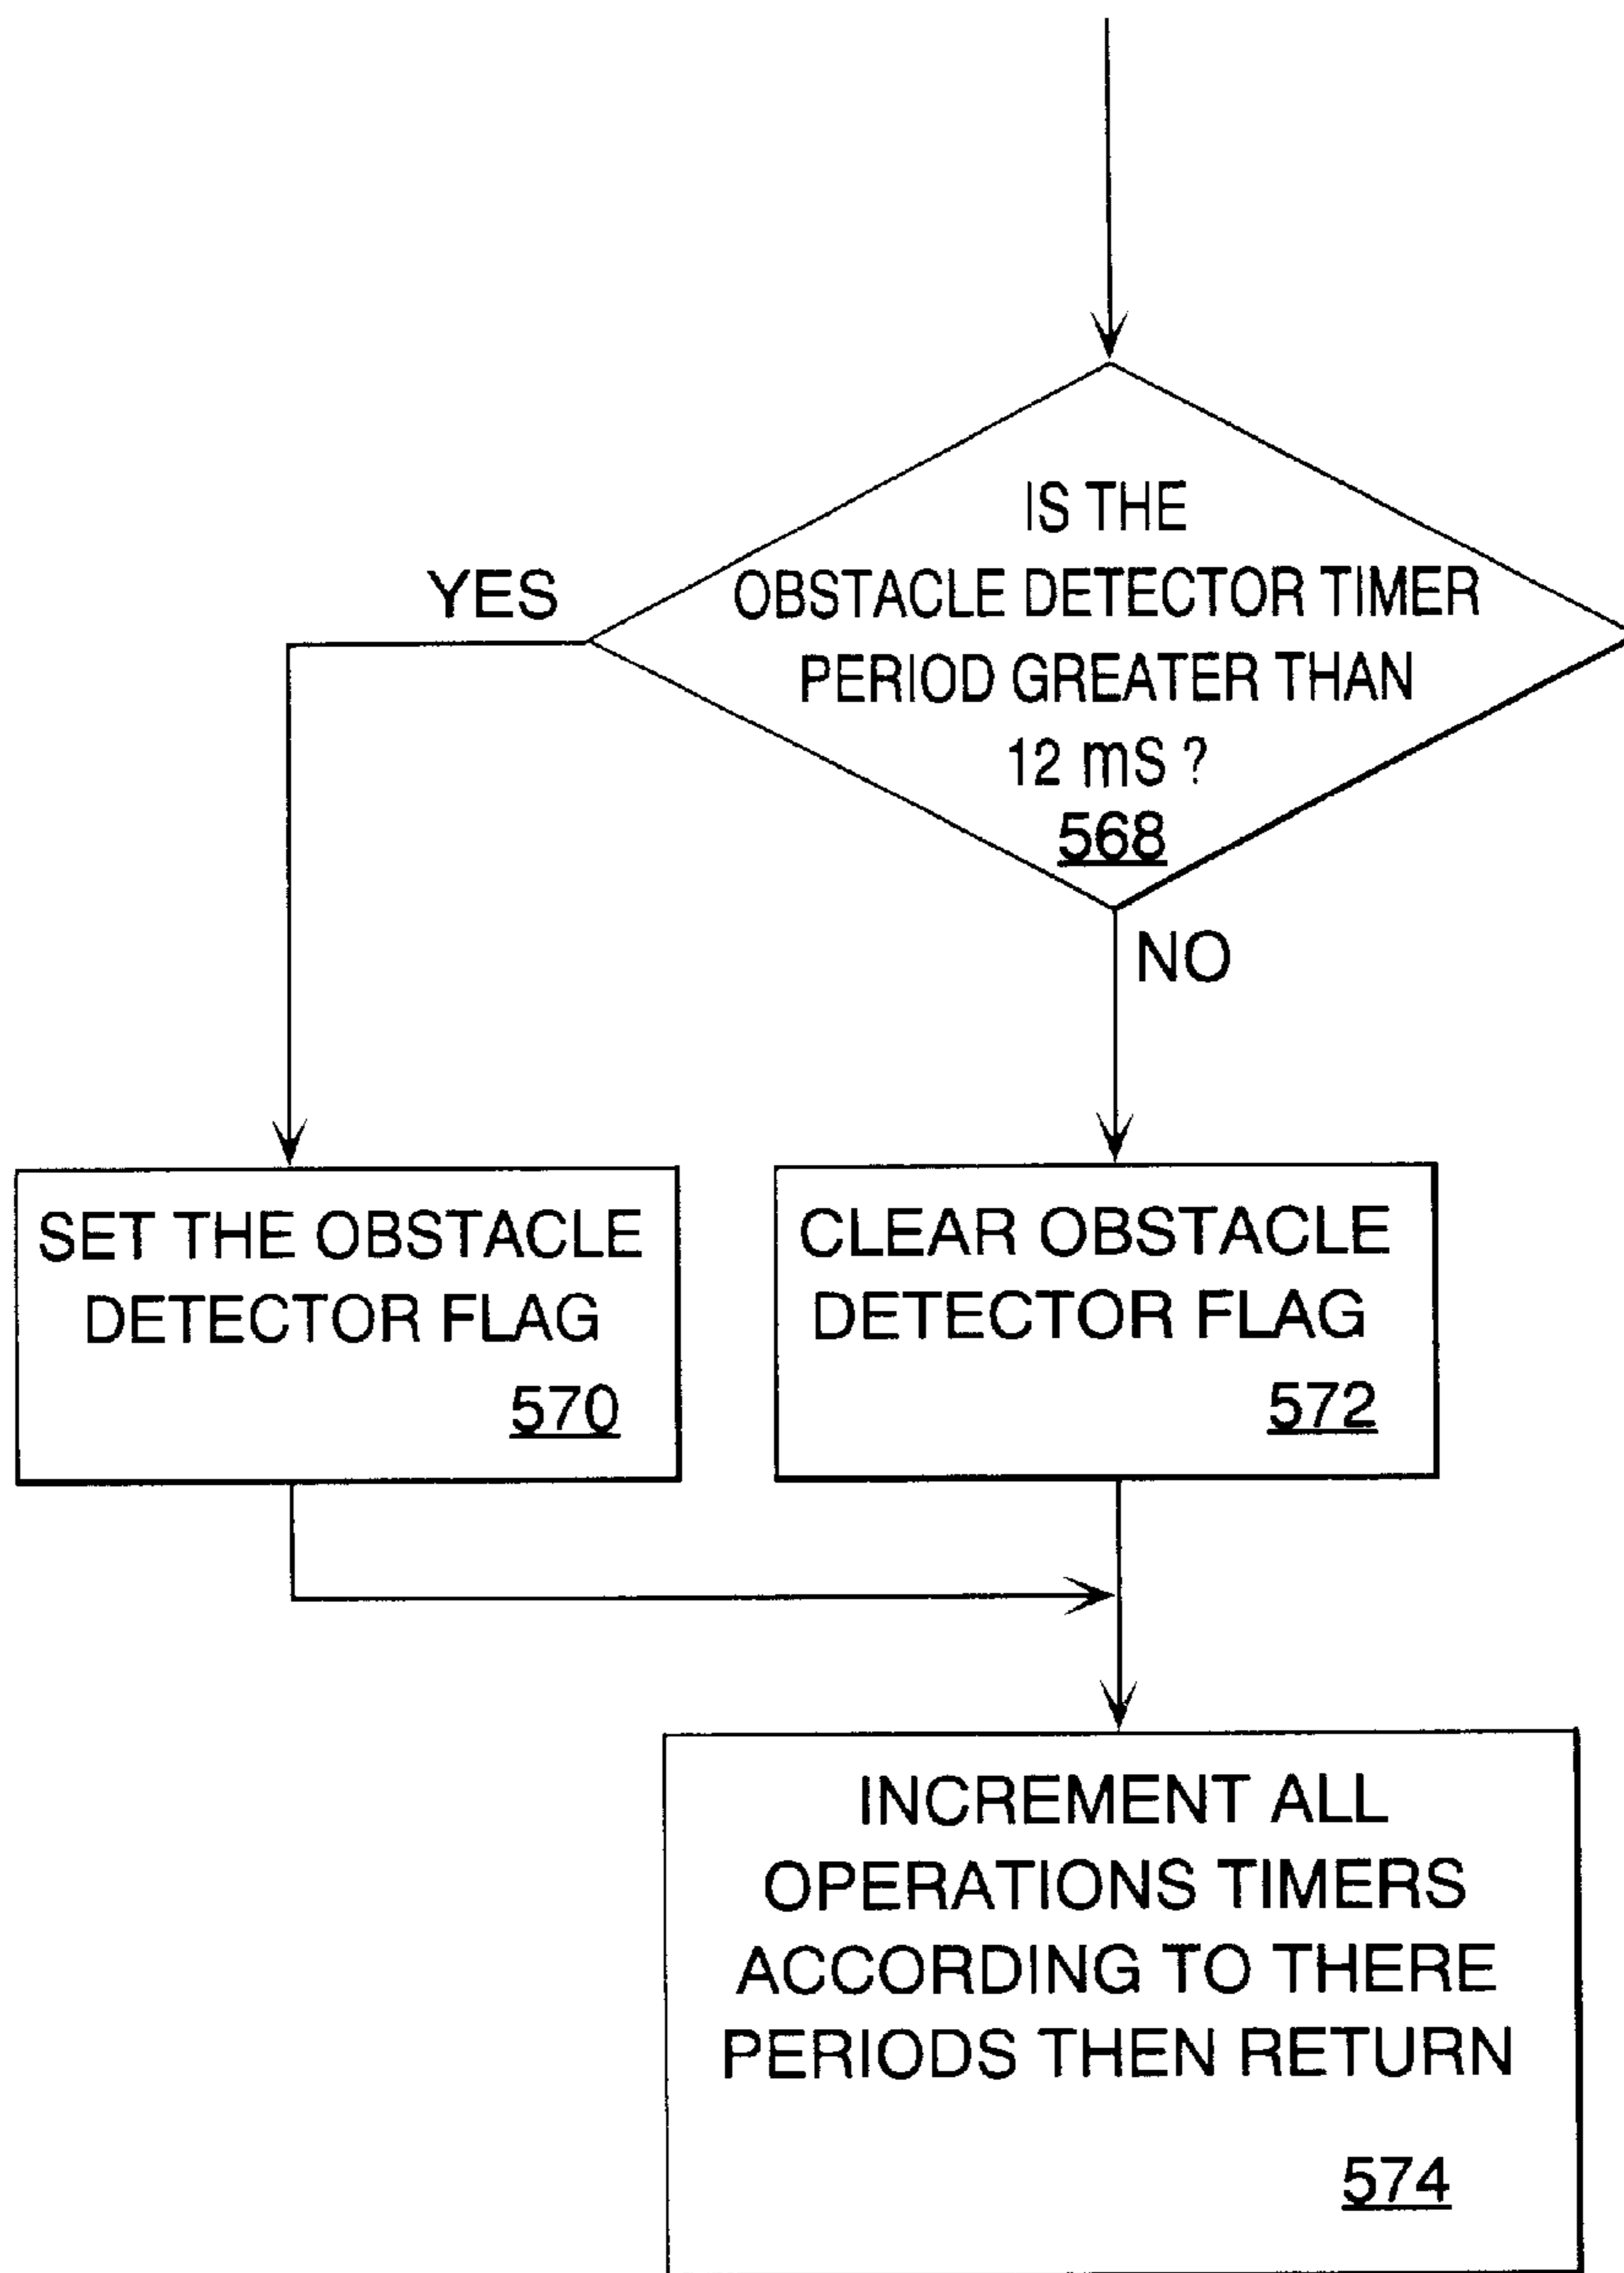 IS THE
OBSTACLE DETECTOR TIMER
PERIOD GREATER THAN
12 mS ?
568
YES
NO
SET THE OBSTACLE
DETECTOR FLAG
570
CLEAR OBSTACLE
DETECTOR FLAG
572
INCREMENT ALL
OPERATIONS TIMERS
ACCORDING TO THERE
PERIODS THEN RETURN
574